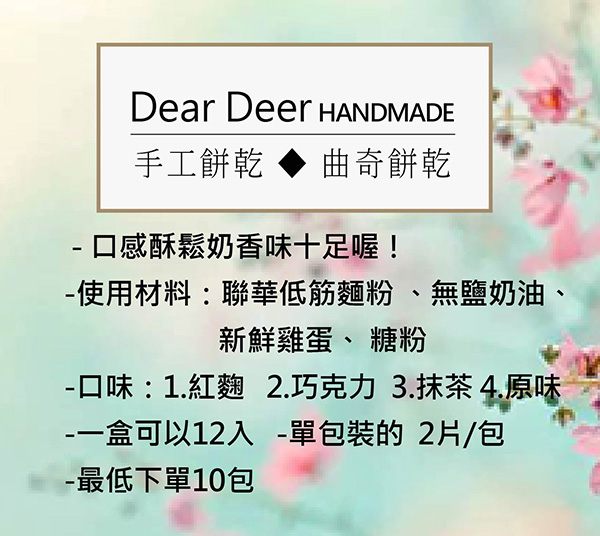 Dear Deer HANDMADE
手工餅乾 ◆ 曲奇餅乾
- 口感酥鬆奶香味十足喔！
-使用材料：聯華低筋麵粉 、無鹽奶油、
新鮮雞蛋、 糖粉
-口味：1.紅麴 2.巧克力 3.抹茶 4.原味
-一盒可以12入 -單包裝的 2片/包
-最低下單10包